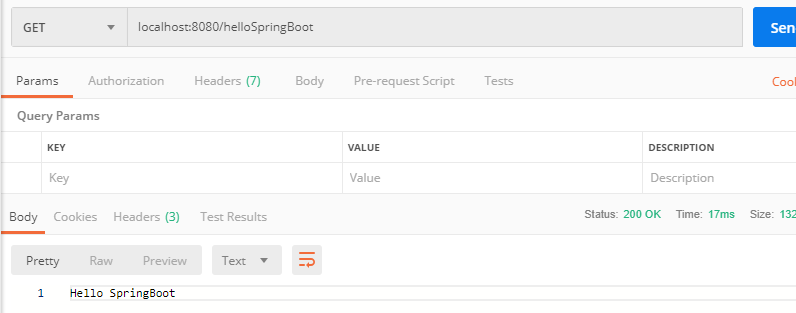 GET localhost:8080/helloSpringBoot Sen
Params Authorization Headers (7) Body Pre-request Script Tests Cool
Query Params
KEY VALUE DESCRIPTION
Key Value Description
Body Cookies Headers (3) Test Results Status: 200 OK Time: 17ms Size: 132
Pretty Raw Preview Text
1 Hello SpringBoot